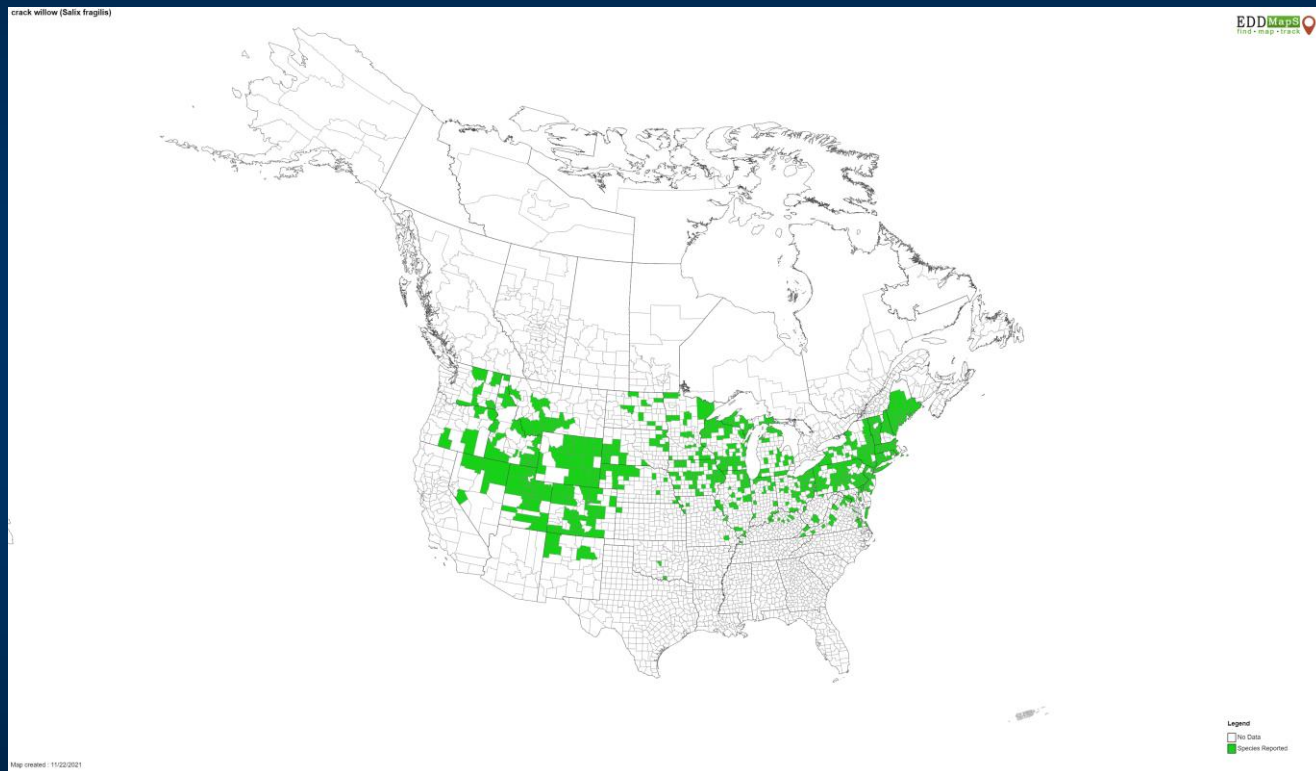 crack willow (Salix fragilis)
EDDMapS
find • map • track
Legend
No Data
Species Reported
Map created : 11/22/2021